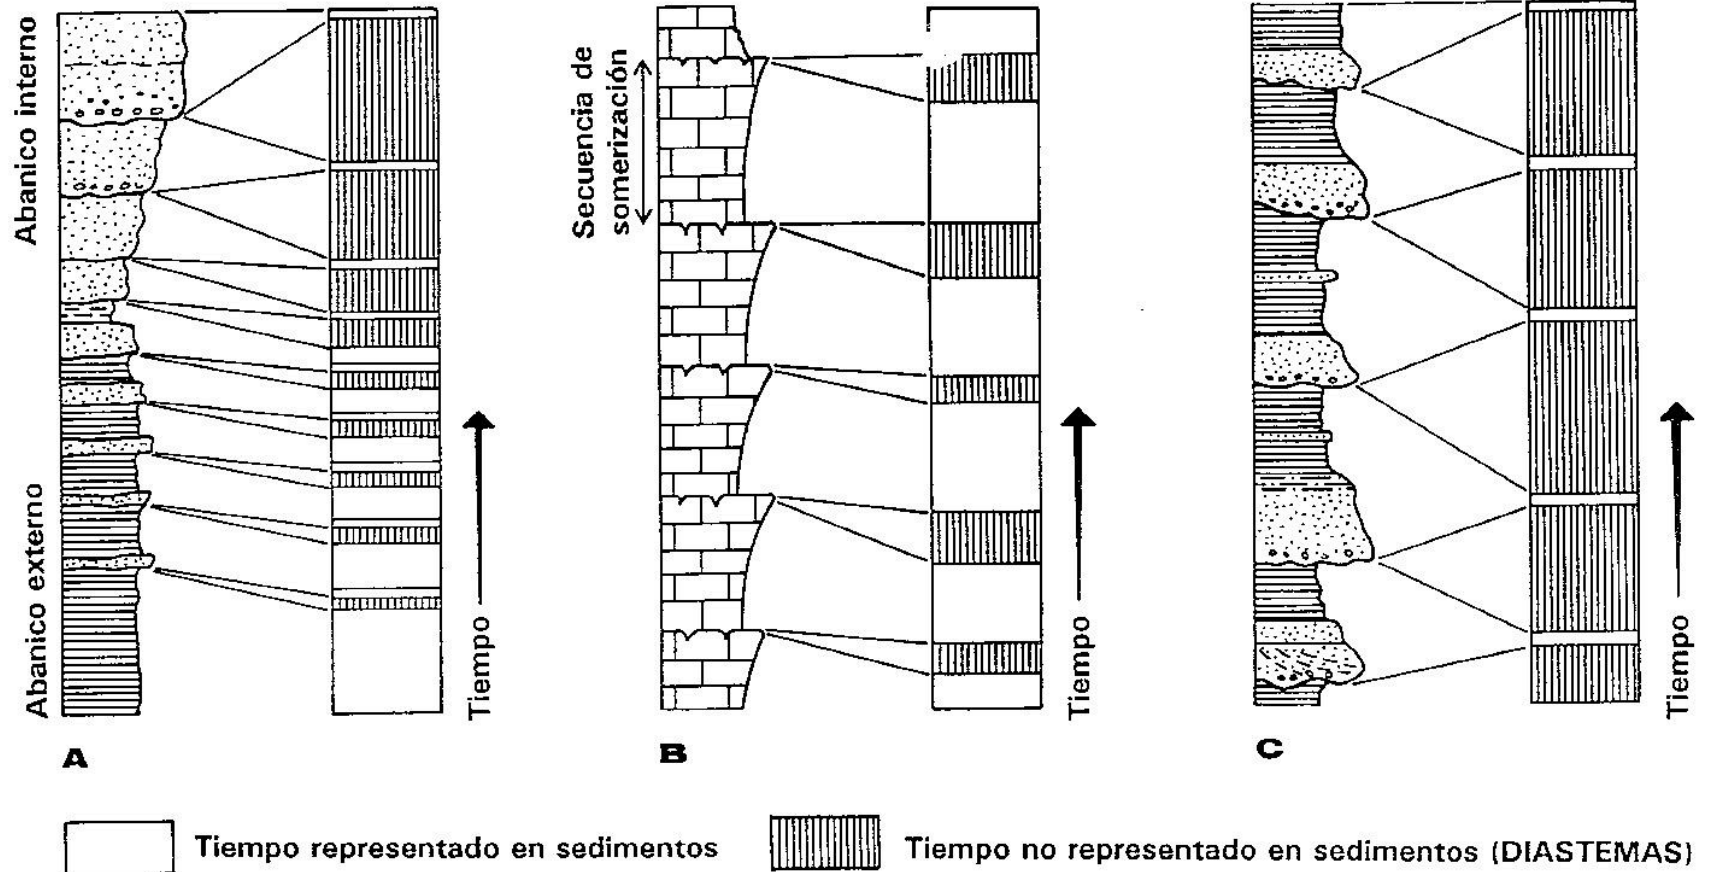 Abanico interno
Abanico externo
Tiempo
A
Secuencia de
somerización
Tiempo
B
Tiempo
C
Tiempo representado en sedimentos
Tiempo no representado en sedimentos (DIASTEMAS)